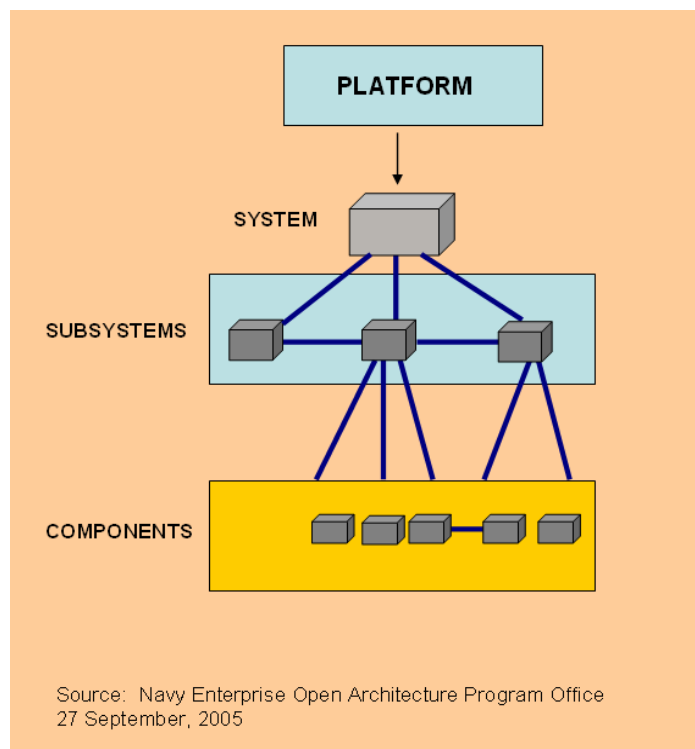 PLATFORM
SYSTEM
SUBSYSTEMS
COMPONENTS
Source: Navy Enterprise Open Architecture Program Office
27 September, 2005